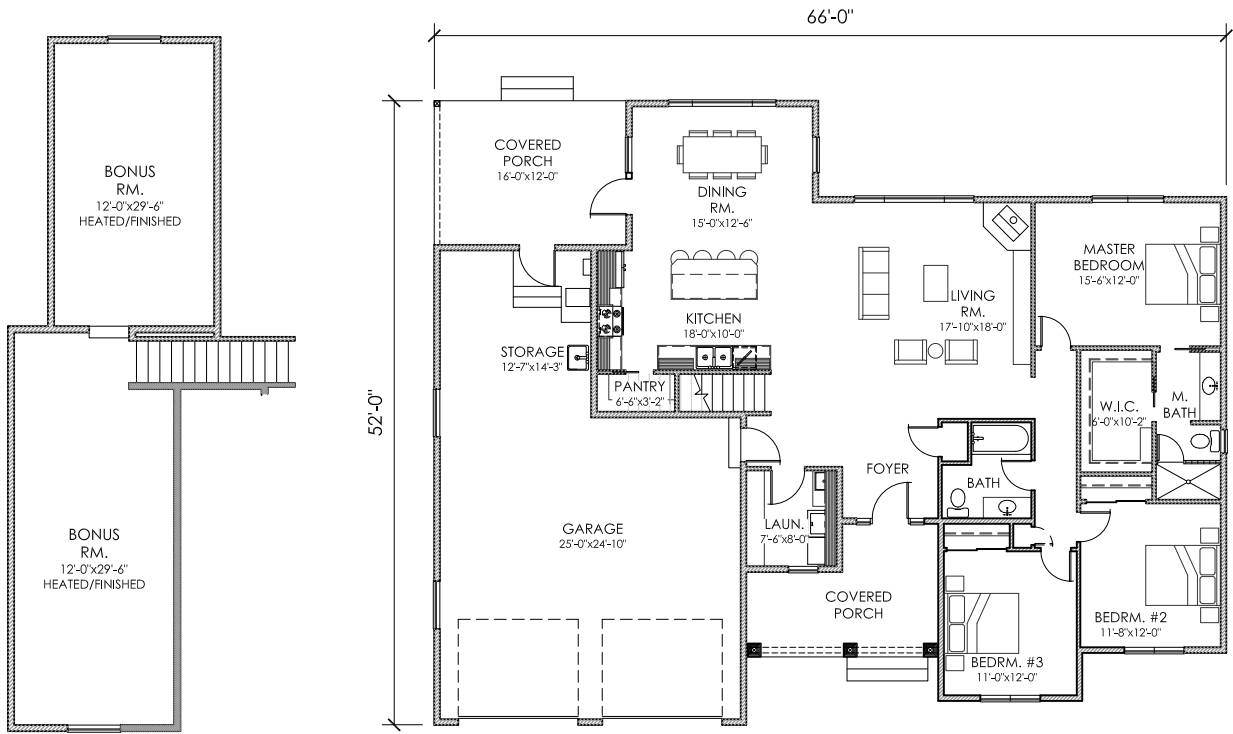 66'-0"
52'-0"
BONUS
RM.
12'-0"x29'-6"
HEATED/FINISHED
BONUS
RM.
12'-0"x29'-6"
HEATED/FINISHED
COVERED
PORCH
16'-0"x12'-0"
DINING
RM.
15'-0"x12'-6"
MASTER
BEDROOM
15'-6"x12'-0"
LIVING
RM.
17'-10"x18'-0"
KITCHEN
18'-0"x10'-0"
STORAGE
12'-7"x14'-3"
PANTRY
6'-6"x3'-2"
W.I.C.
6'-0"x10'-2"
M.
BATH
FOYER
BATH
GARAGE
25'-0"x24'-10"
LAUN.
7'-6"x8'-0"
COVERED
PORCH
BEDRM. #2
11'-8"x12'-0"
BEDRM. #3
11'-0"x12'-0"